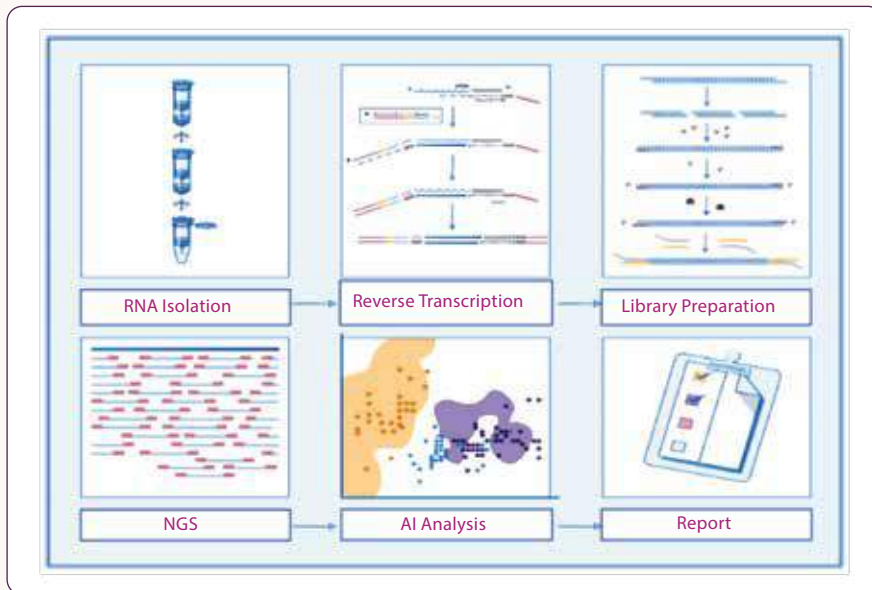 RNA Isolation
Reverse Transcription
Library Preparation
NGS
AI Analysis
Report